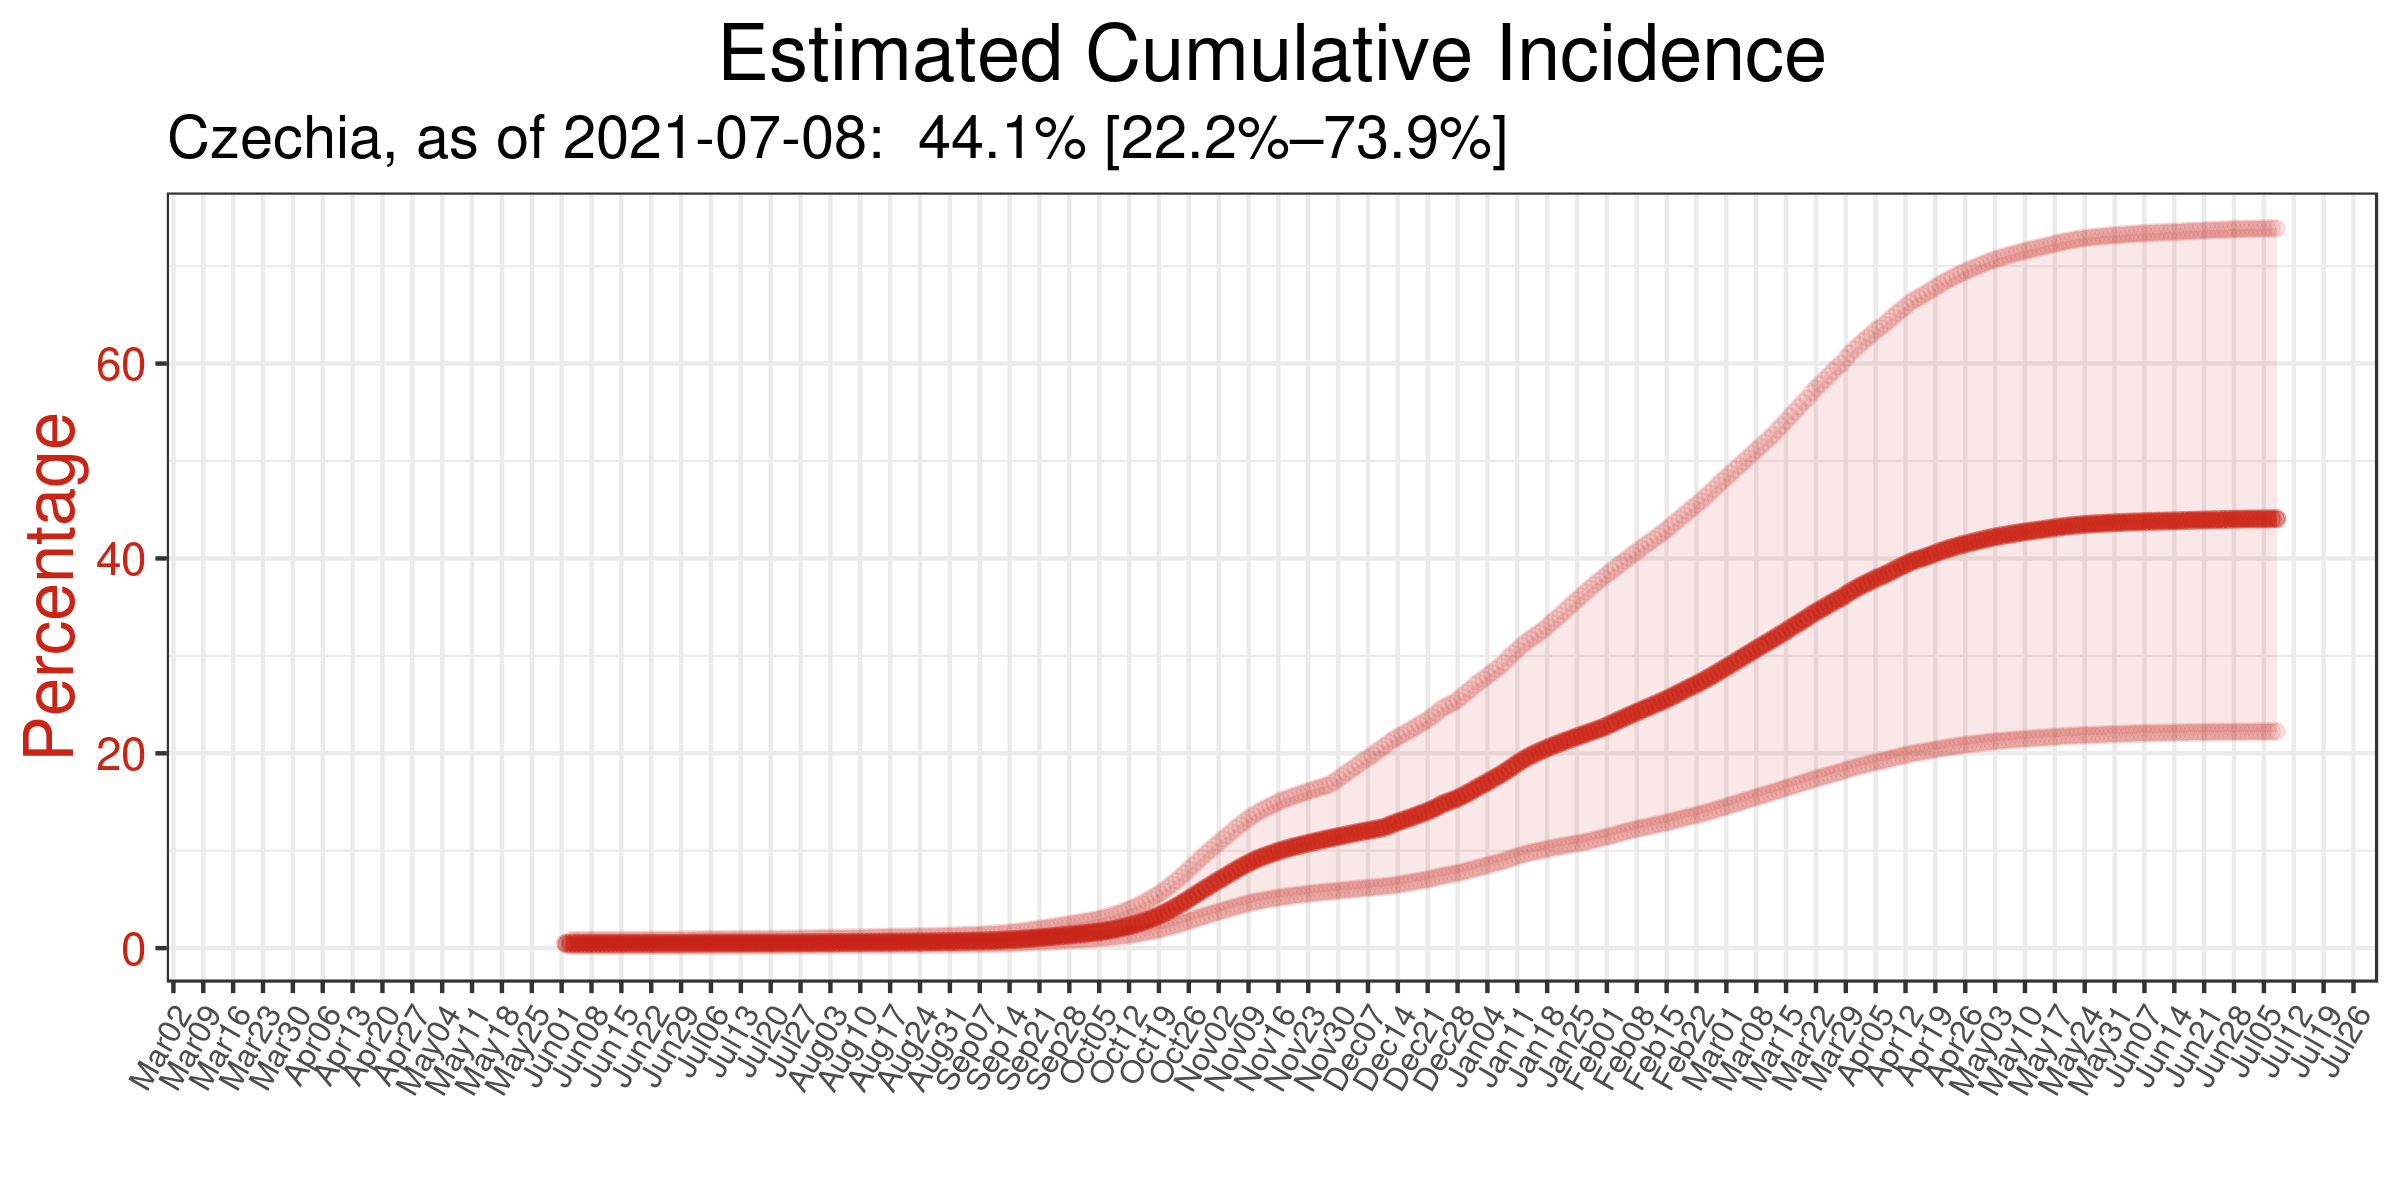 Estimated Cumulative Incidence
Czechia, as of 2021-07-08:  44.1% [22.2%–73.9%]
Percentage
60
40
20
0
Mar02
Mar09
Mar16
Mar23
Mar30
Apr06
Apr13
Apr20
Apr27
May04
May11
May18
May25
Jun01
Jun08
Jun15
Jun22
Jun29
Jul06
Jul13
Jul20
Jul27
Aug03
Aug10
Aug17
Aug24
Aug31
Sep07
Sep14
Sep21
Sep28
Oct05
Oct12
Oct19
Oct26
Nov02
Nov09
Nov16
Nov23
Nov30
Dec07
Dec14
Dec21
Dec28
Jan04
Jan11
Jan18
Jan25
Feb01
Feb08
Feb15
Feb22
Mar01
Mar08
Mar15
Mar22
Mar29
Apr05
Apr12
Apr19
Apr26
May03
May10
May17
May24
May31
Jun07
Jun14
Jun21
Jun28
Jul05
Jul12
Jul19
Jul26